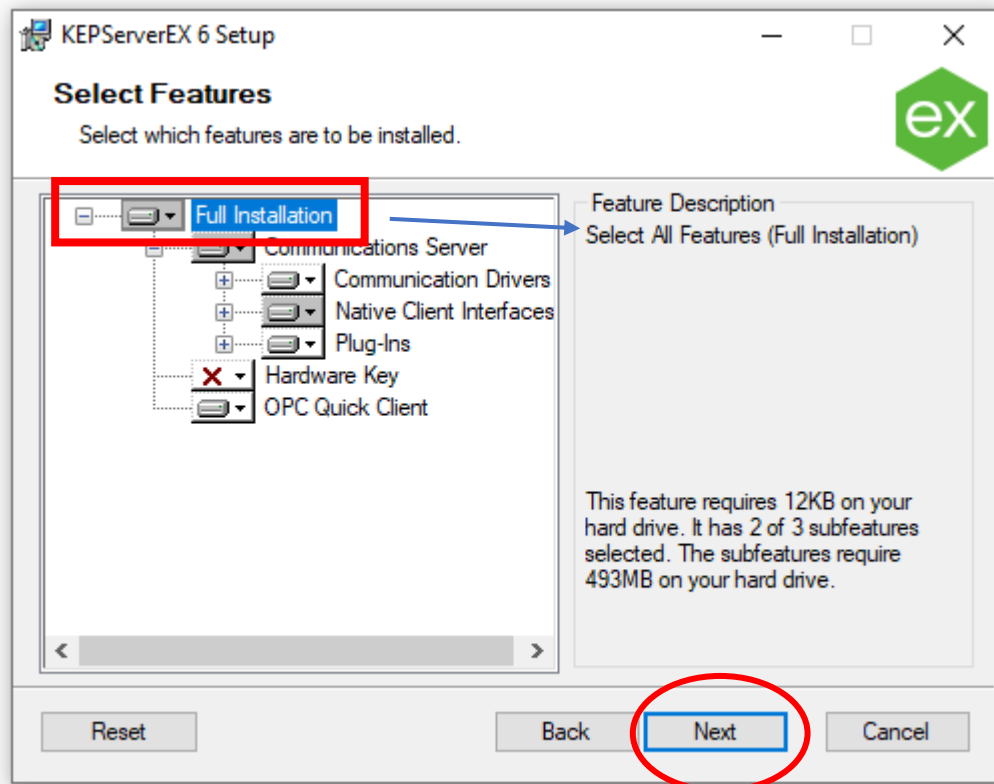 KEPServerEX 6 Setup
Select Features
Select which features are to be installed.
ex
Full Installation
Communications Server
Communication Drivers
Native Client Interfaces
Plug-Ins
Hardware Key
OPC Quick Client
Feature Description
Select All Features (Full Installation)
This feature requires 12KB on your
hard drive. It has 2 of 3 subfeatures
selected. The subfeatures require
493MB on your hard drive.
Reset
Back
Next
Cancel